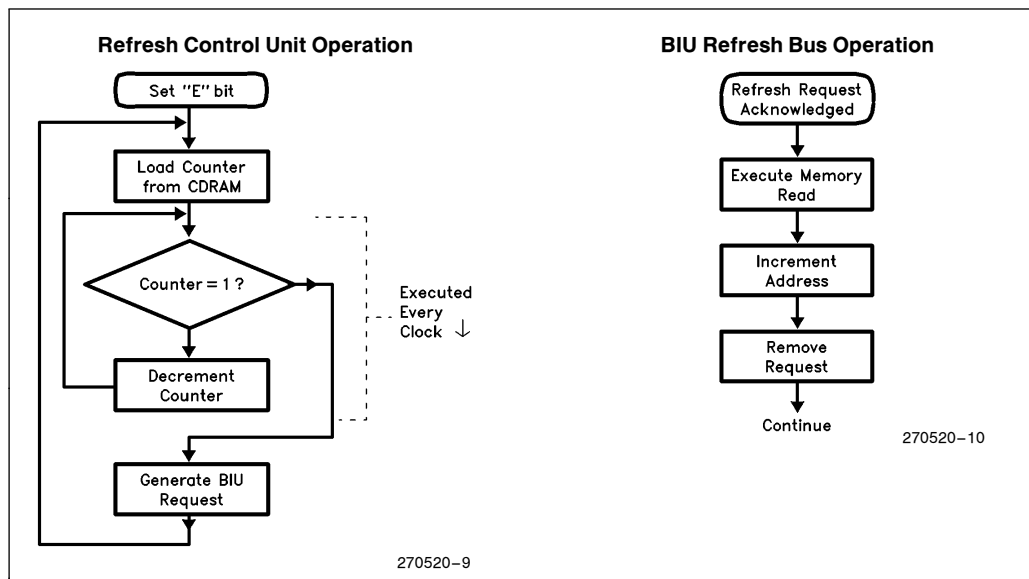 Refresh Control Unit Operation
Set "E" bit
Load Counter
from CDRAM
Counter = 1 ?
Executed
Every
Clock ↓
Decrement
Counter
Generate BIU
Request
270520–9
BIU Refresh Bus Operation
Refresh Request
Acknowledged
Execute Memory
Read
Increment
Address
Remove
Request
Continue
270520–10